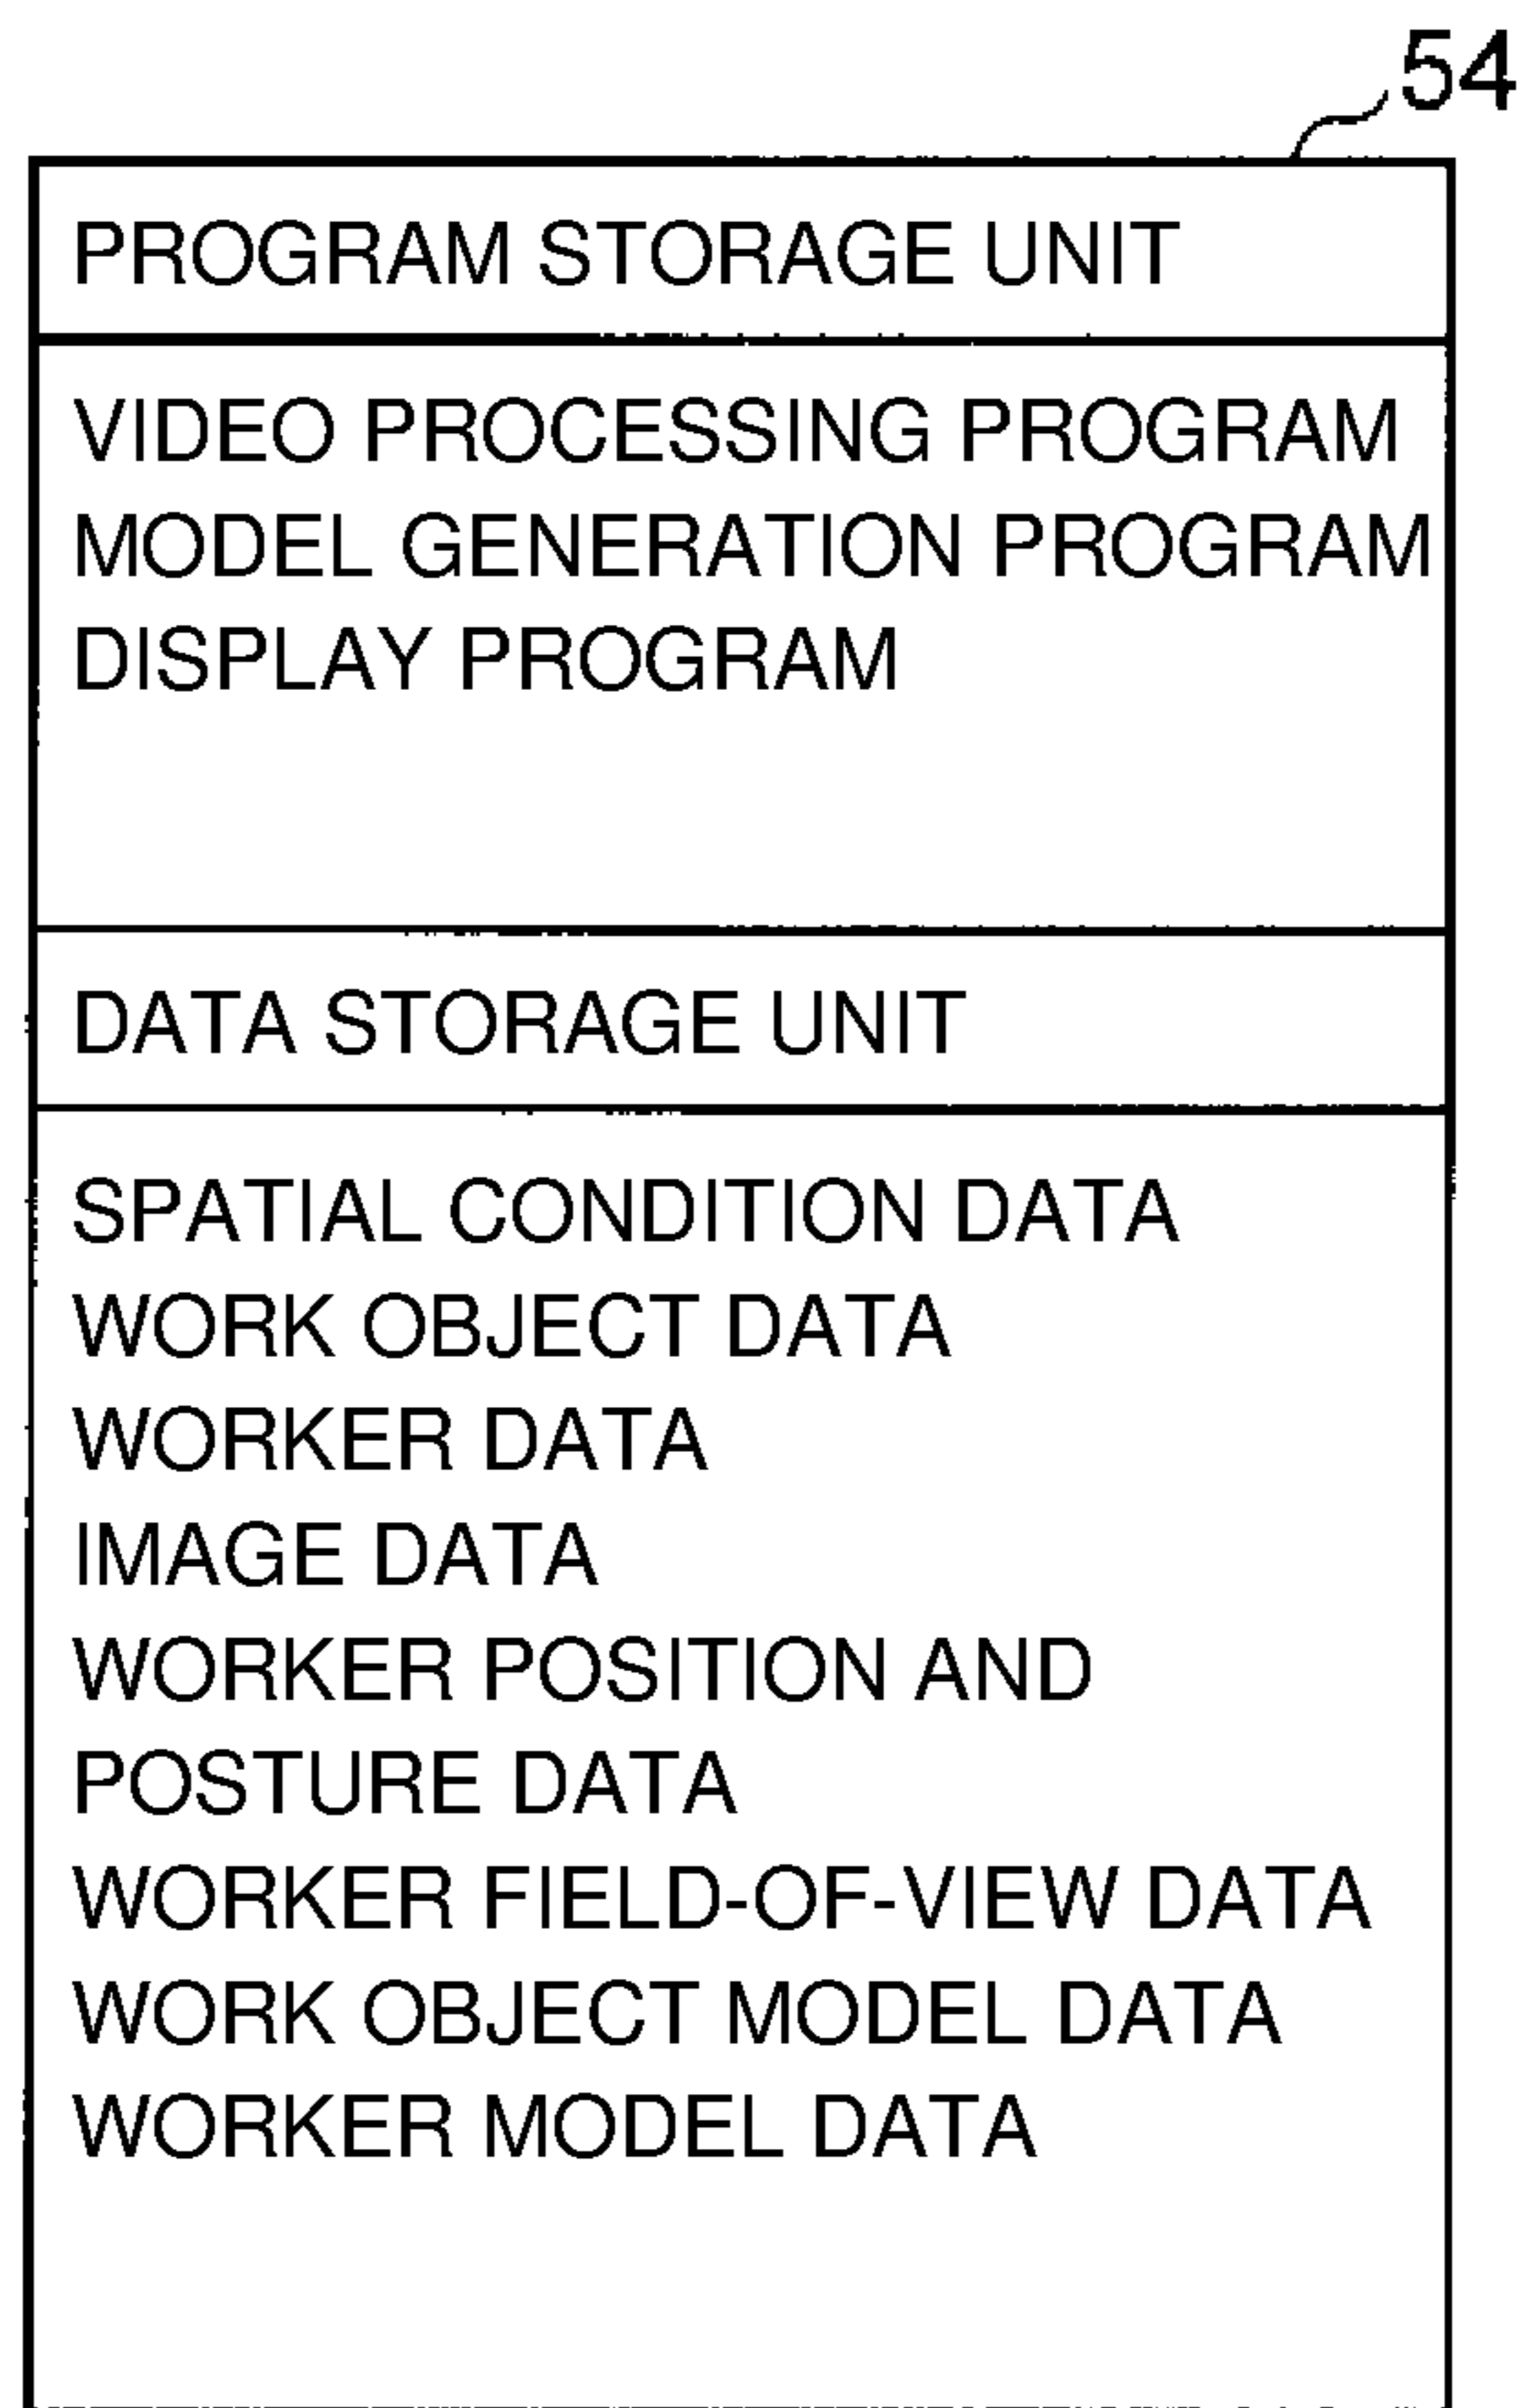 54
PROGRAM STORAGE UNIT
VIDEO PROCESSING PROGRAM
MODEL GENERATION PROGRAM
DISPLAY PROGRAM
DATA STORAGE UNIT
SPATIAL CONDITION DATA
WORK OBJECT DATA
WORKER DATA
IMAGE DATA
WORKER POSITION AND
POSTURE DATA
WORKER FIELD-OF-VIEW DATA
WORK OBJECT MODEL DATA
WORKER MODEL DATA